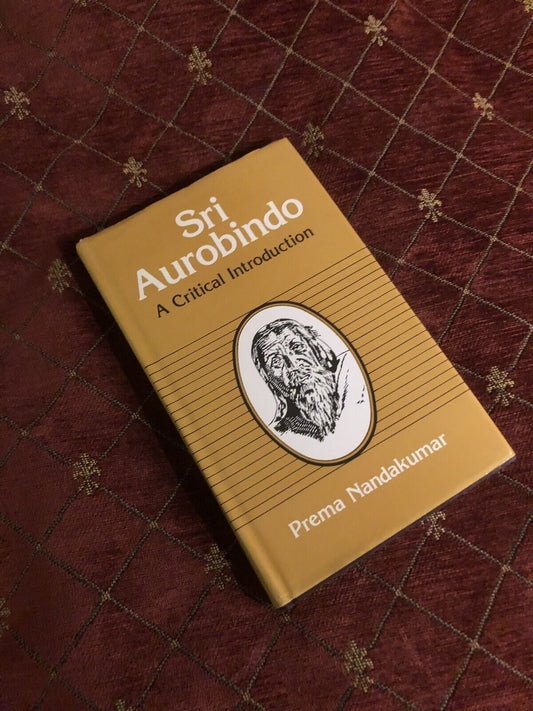 Sri
Aurobindo
A Critical Introduction
Prema Nandakumar